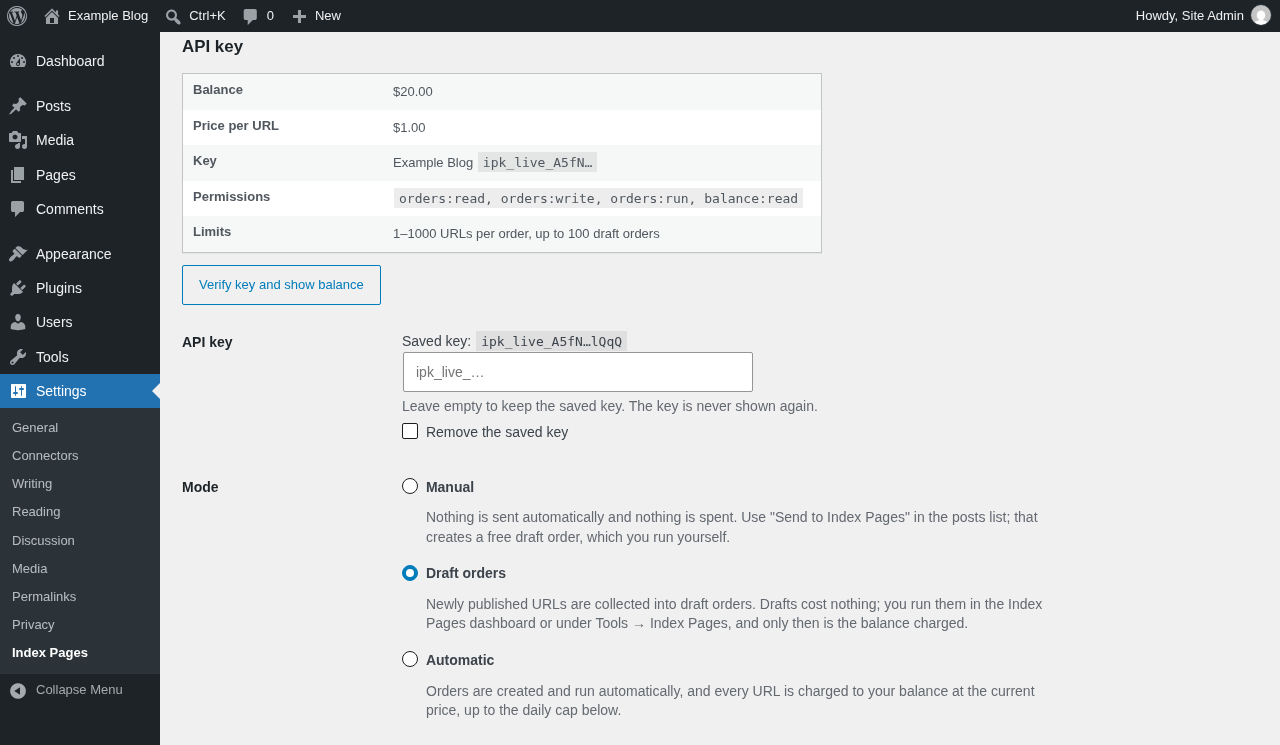 Example Blog Ctrl+K 0 New Howdy, Site Admin
Dashboard
Posts
Media
Pages
Comments
Appearance
Plugins
Users
Tools
Settings
General
Connectors
Writing
Reading
Discussion
Media
Permalinks
Privacy
Index Pages
Collapse Menu
API key
Balance $20.00
Price per URL $1.00
Key Example Blog ipk_live_A5fN…
Permissions orders:read, orders:write, orders:run, balance:read
Limits 1–1000 URLs per order, up to 100 draft orders
Verify key and show balance
API key Saved key: ipk_live_A5fN…lQqQ
ipk_live_…
Leave empty to keep the saved key. The key is never shown again.
Remove the saved key
Mode Manual
Nothing is sent automatically and nothing is spent. Use "Send to Index Pages" in the posts list; that
creates a free draft order, which you run yourself.
Draft orders
Newly published URLs are collected into draft orders. Drafts cost nothing; you run them in the Index
Pages dashboard or under Tools → Index Pages, and only then is the balance charged.
Automatic
Orders are created and run automatically, and every URL is charged to your balance at the current
price, up to the daily cap below.